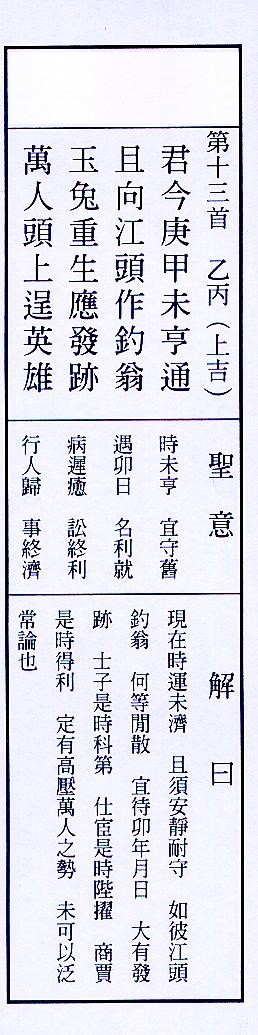 第十三首　乙丙（上吉）
君今庚甲未亨通
且向江頭作釣翁
玉兔重生應發跡
萬人頭上逞英雄
聖意
時未亨　宜守舊
遇卯日　名利就
病遲癒　訟終利
行人歸　事終濟
解曰
現在時運未濟　且須安靜耐守　如彼江頭
釣翁　何等閒散　宜待卯年月日　大有發
跡　士子是時科第　仕宦是時陞擢　商賈
是時得利　定有高壓萬人之勢　未可以泛
常論也